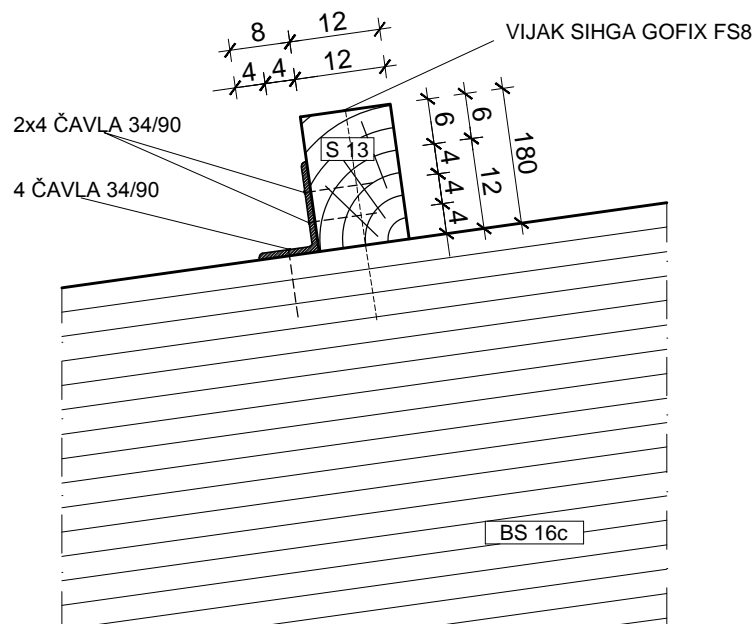 8 12
4 4 12
VIJAK SIHGA GOFIX FS8
6 6 180
4 12
4
4
2x4 ČAVLA 34/90
S 13
4 ČAVLA 34/90
BS 16c